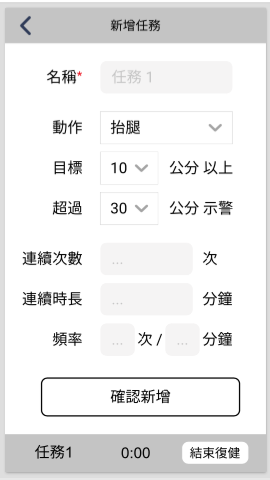 新增任務
名稱* 任務 1
動作 抬腿
目標 10 公分 以上
超過 30 公分 示警
連續次數 ... 次
連續時長 ... 分鐘
頻率 ... 次 / ... 分鐘
確認新增
任務1 0:00 結束復健